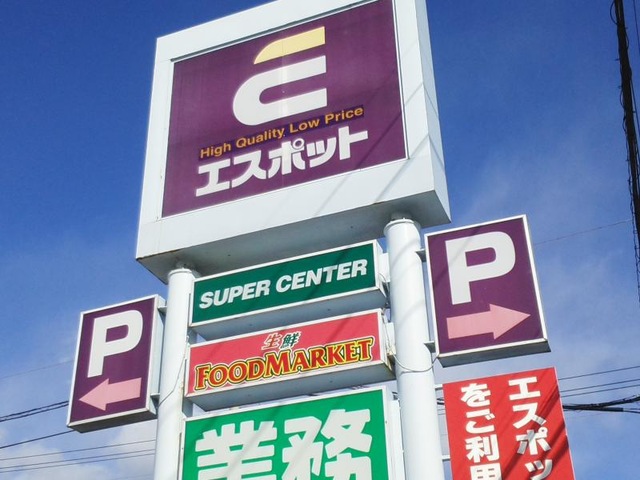 High Quality Low Price
エスポット
P
SUPER CENTER
P
生鮮
FOODMARKET
業務
エスポッ
をご利用